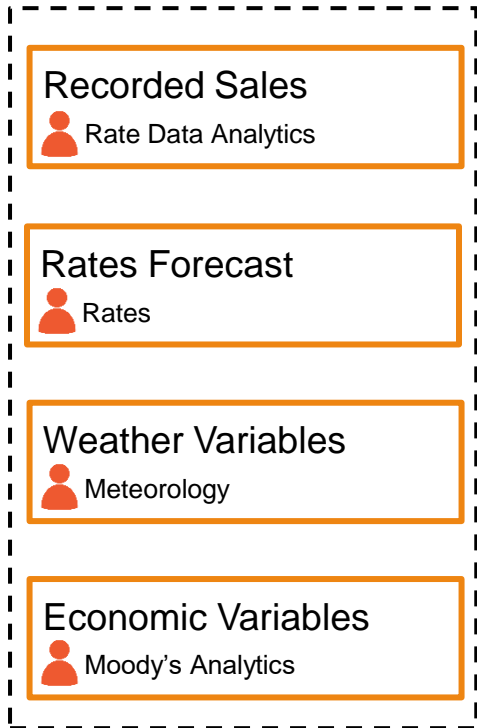 Recorded Sales
Rate Data Analytics
Rates Forecast
Rates
Weather Variables
Meteorology
Economic Variables
Moody’s Analytics